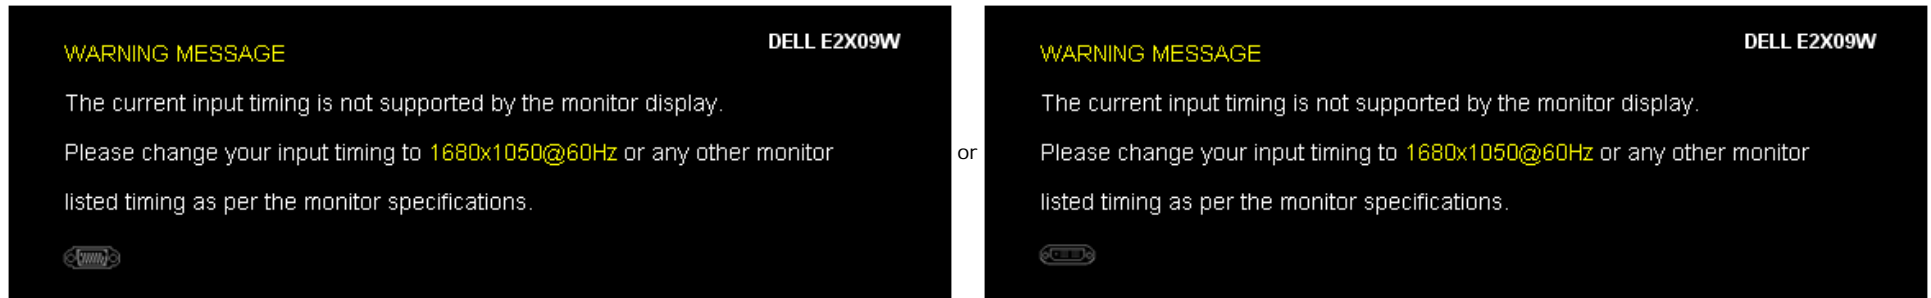 WARNING MESSAGE
DELL E2X09W
The current input timing is not supported by the monitor display.
Please change your input timing to 1680x1050@60Hz or any other monitor
listed timing as per the monitor specifications.
or
WARNING MESSAGE
DELL E2X09W
The current input timing is not supported by the monitor display.
Please change your input timing to 1680x1050@60Hz or any other monitor
listed timing as per the monitor specifications.